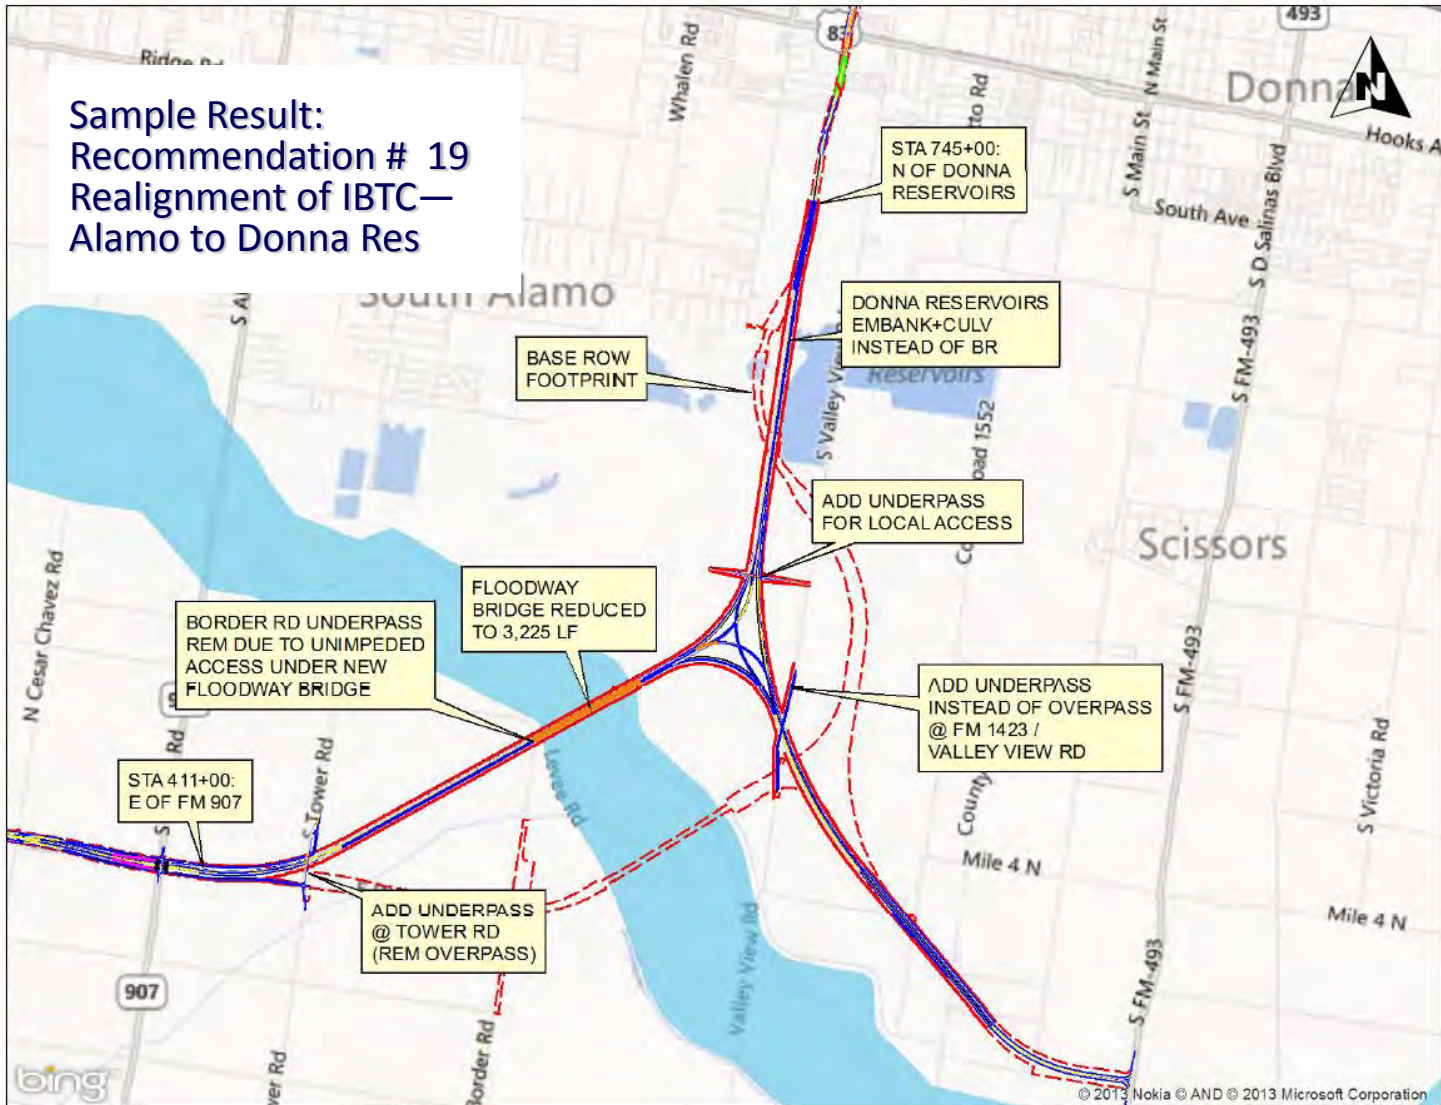 Sample Result:
Recommendation # 19
Realignment of IBTC—
Alamo to Donna Res
Ridge Rd
Whalen Rd
83
493
N Main St
Donna
N
Hooks A
S Main St
South Ave
S D Salinas Blvd
STA 745+00:
N OF DONNA
RESERVOIRS
South Alamo
DONNA RESERVOIRS
EMBANK+CULV
INSTEAD OF BR
BASE ROW
FOOTPRINT
Reservoirs
S Valley View
S FM-493
1552
ADD UNDERPASS
FOR LOCAL ACCESS
Scissors
N Cesar Chavez Rd
FLOODWAY
BRIDGE REDUCED
TO 3,225 LF
BORDER RD UNDERPASS
REM DUE TO UNIMPEDED
ACCESS UNDER NEW
FLOODWAY BRIDGE
S FM-493
ADD UNDERPASS
INSTEAD OF OVERPASS
@ FM 1423 /
VALLEY VIEW RD
STA 411+00:
E OF FM 907
S Tower Rd
Levee Rd
County
S Victoria Rd
Mile 4 N
Mile 4 N
ADD UNDERPASS
@ TOWER RD
(REM OVERPASS)
907
Valley View Rd
S FM-493
Border Rd
bing
© 2013 Nokia © AND © 2013 Microsoft Corporation